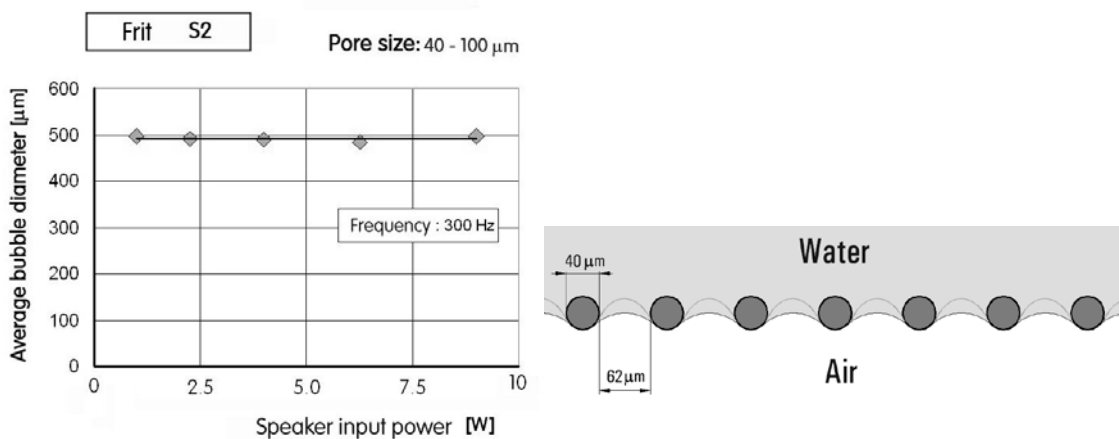 Frit S2
Pore size: 40 - 100 μm
Average bubble diameter [μm]
600
500
400
300
200
100
0
Frequency : 300 Hz
0 2.5 5.0 7.5 10
Speaker input power [W]
Water
40 μm
62 μm
Air